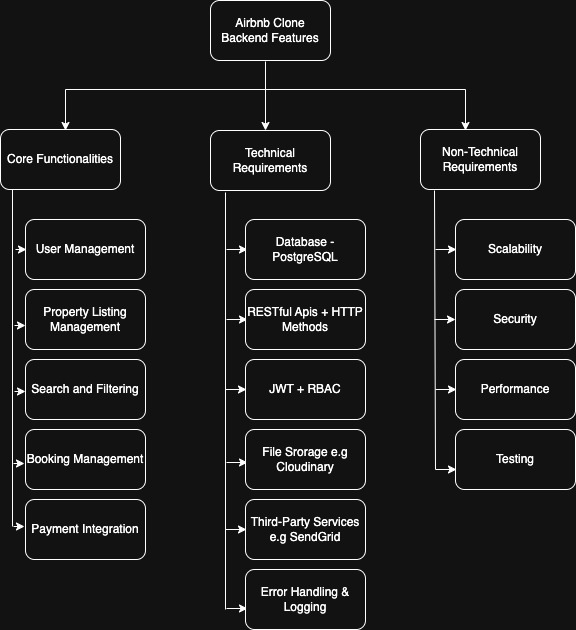 Airbnb Clone
Backend Features
Core Functionalities
User Management
Property Listing
Management
Search and Filtering
Booking Management
Payment Integration
Technical
Requirements
Database -
PostgreSQL
RESTful Apis + HTTP
Methods
JWT + RBAC
File Srorage e.g
Cloudinary
Third-Party Services
e.g SendGrid
Error Handling &
Logging
Non-Technical
Requirements
Scalability
Security
Performance
Testing